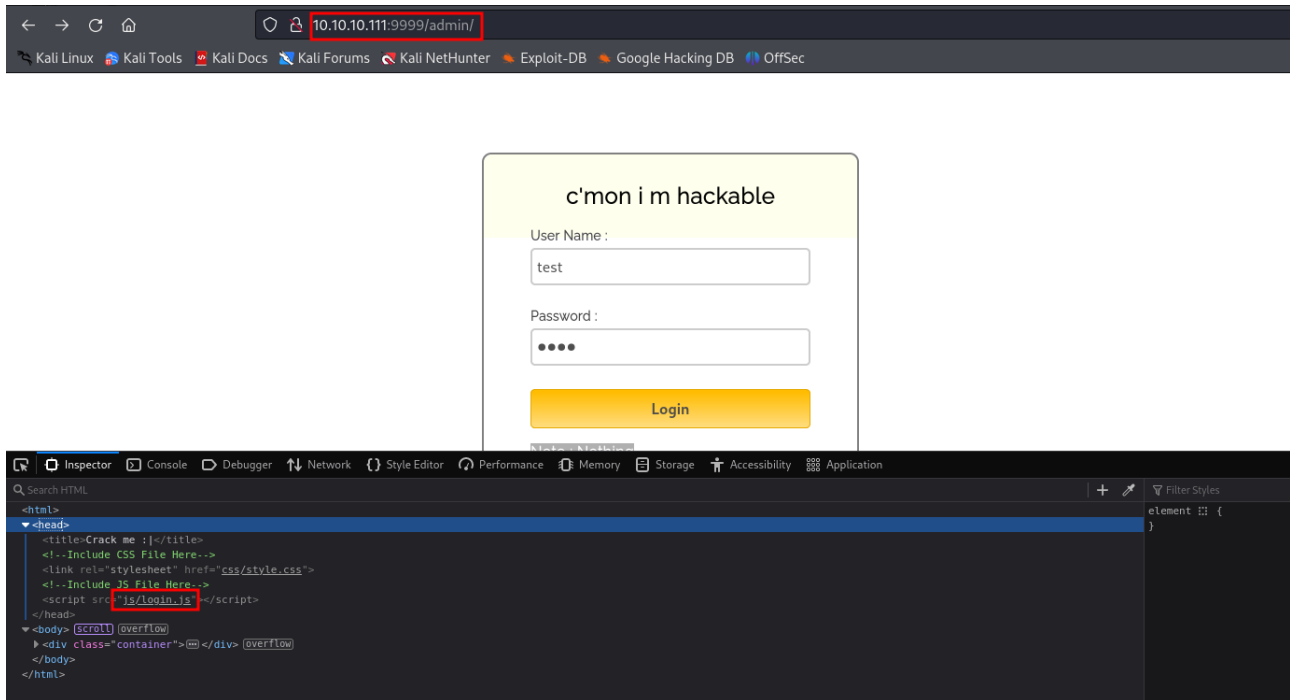 10.10.10.111:9999/admin/
Kali Linux Kali Tools Kali Docs Kali Forums Kali NetHunter Exploit-DB Google Hacking DB OffSec
c'mon i m hackable
User Name :
test
Password :
••••
Login
Note : Nothing
Inspector Console Debugger Network Style Editor Performance Memory Storage Accessibility Application
Search HTML
Filter Styles
<html>
<head>
<title>Crack me :|</title>
<!--Include CSS File Here-->
<link rel="stylesheet" href="css/style.css">
<!--Include JS File Here-->
<script src="js/login.js"></script>
</head>
<body> scroll overflow
<div class="container"></div> overflow
</body>
</html>
element {
}